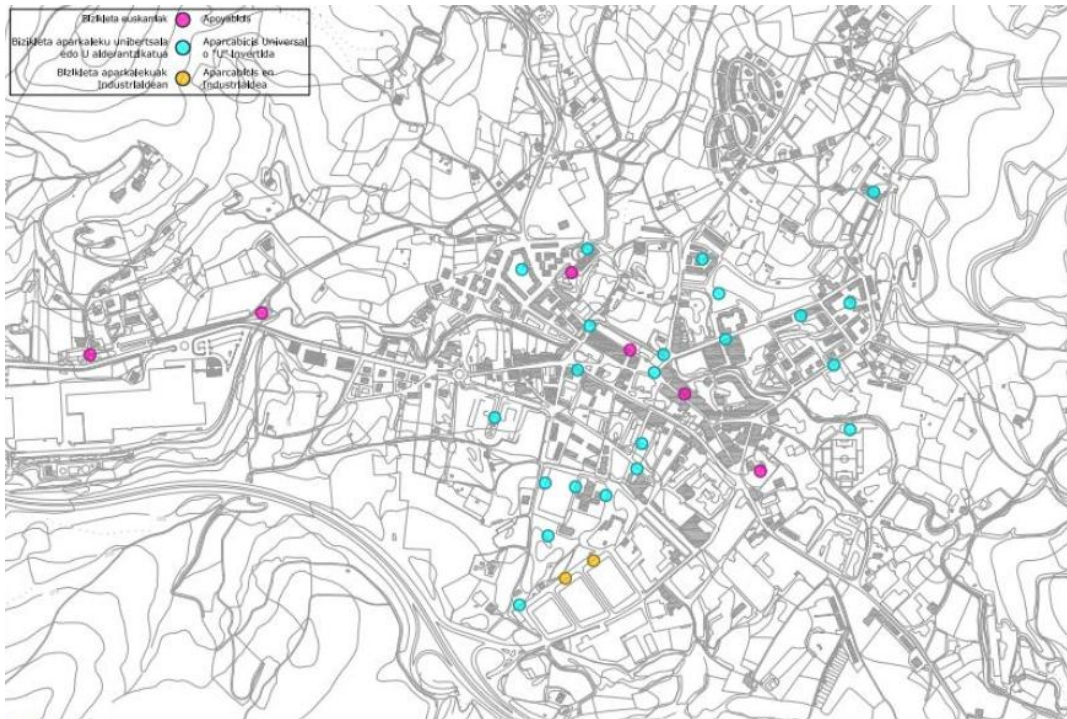 Bizikleta euskarriak Apoyabicis
Bizikleta aparkaleku unibertsala Aparcabicis Universal
edo U alderantzikatua o "U" Invertida
Bizikleta aparkalekuak Aparcabicis en
Industrialdean Industrialdea